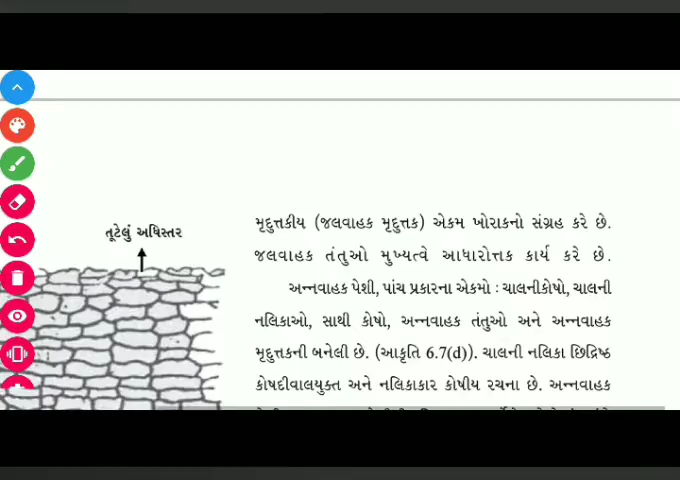 તૂટેલું અધિસ્તર
મૃદુત્તકીય (જલવાહક મૃદુત્તક) એકમ ખોરાકનો સંગ્રહ કરે છે.
જલવાહક તંતુઓ મુખ્યત્વે આધારોત્તક કાર્ય કરે છે.
અન્નવાહક પેશી, પાંચ પ્રકારના એકમો : ચાલનીકોષો, ચાલની
નલિકાઓ, સાથી કોષો, અન્નવાહક તંતુઓ અને અન્નવાહક
મૃદુત્તકની બનેલી છે. (આકૃતિ 6.7(d)). ચાલની નલિકા છિદ્રિષ્ઠ
કોષદીવાલયુક્ત અને નલિકાકાર કોષીય રચના છે. અન્નવાહક